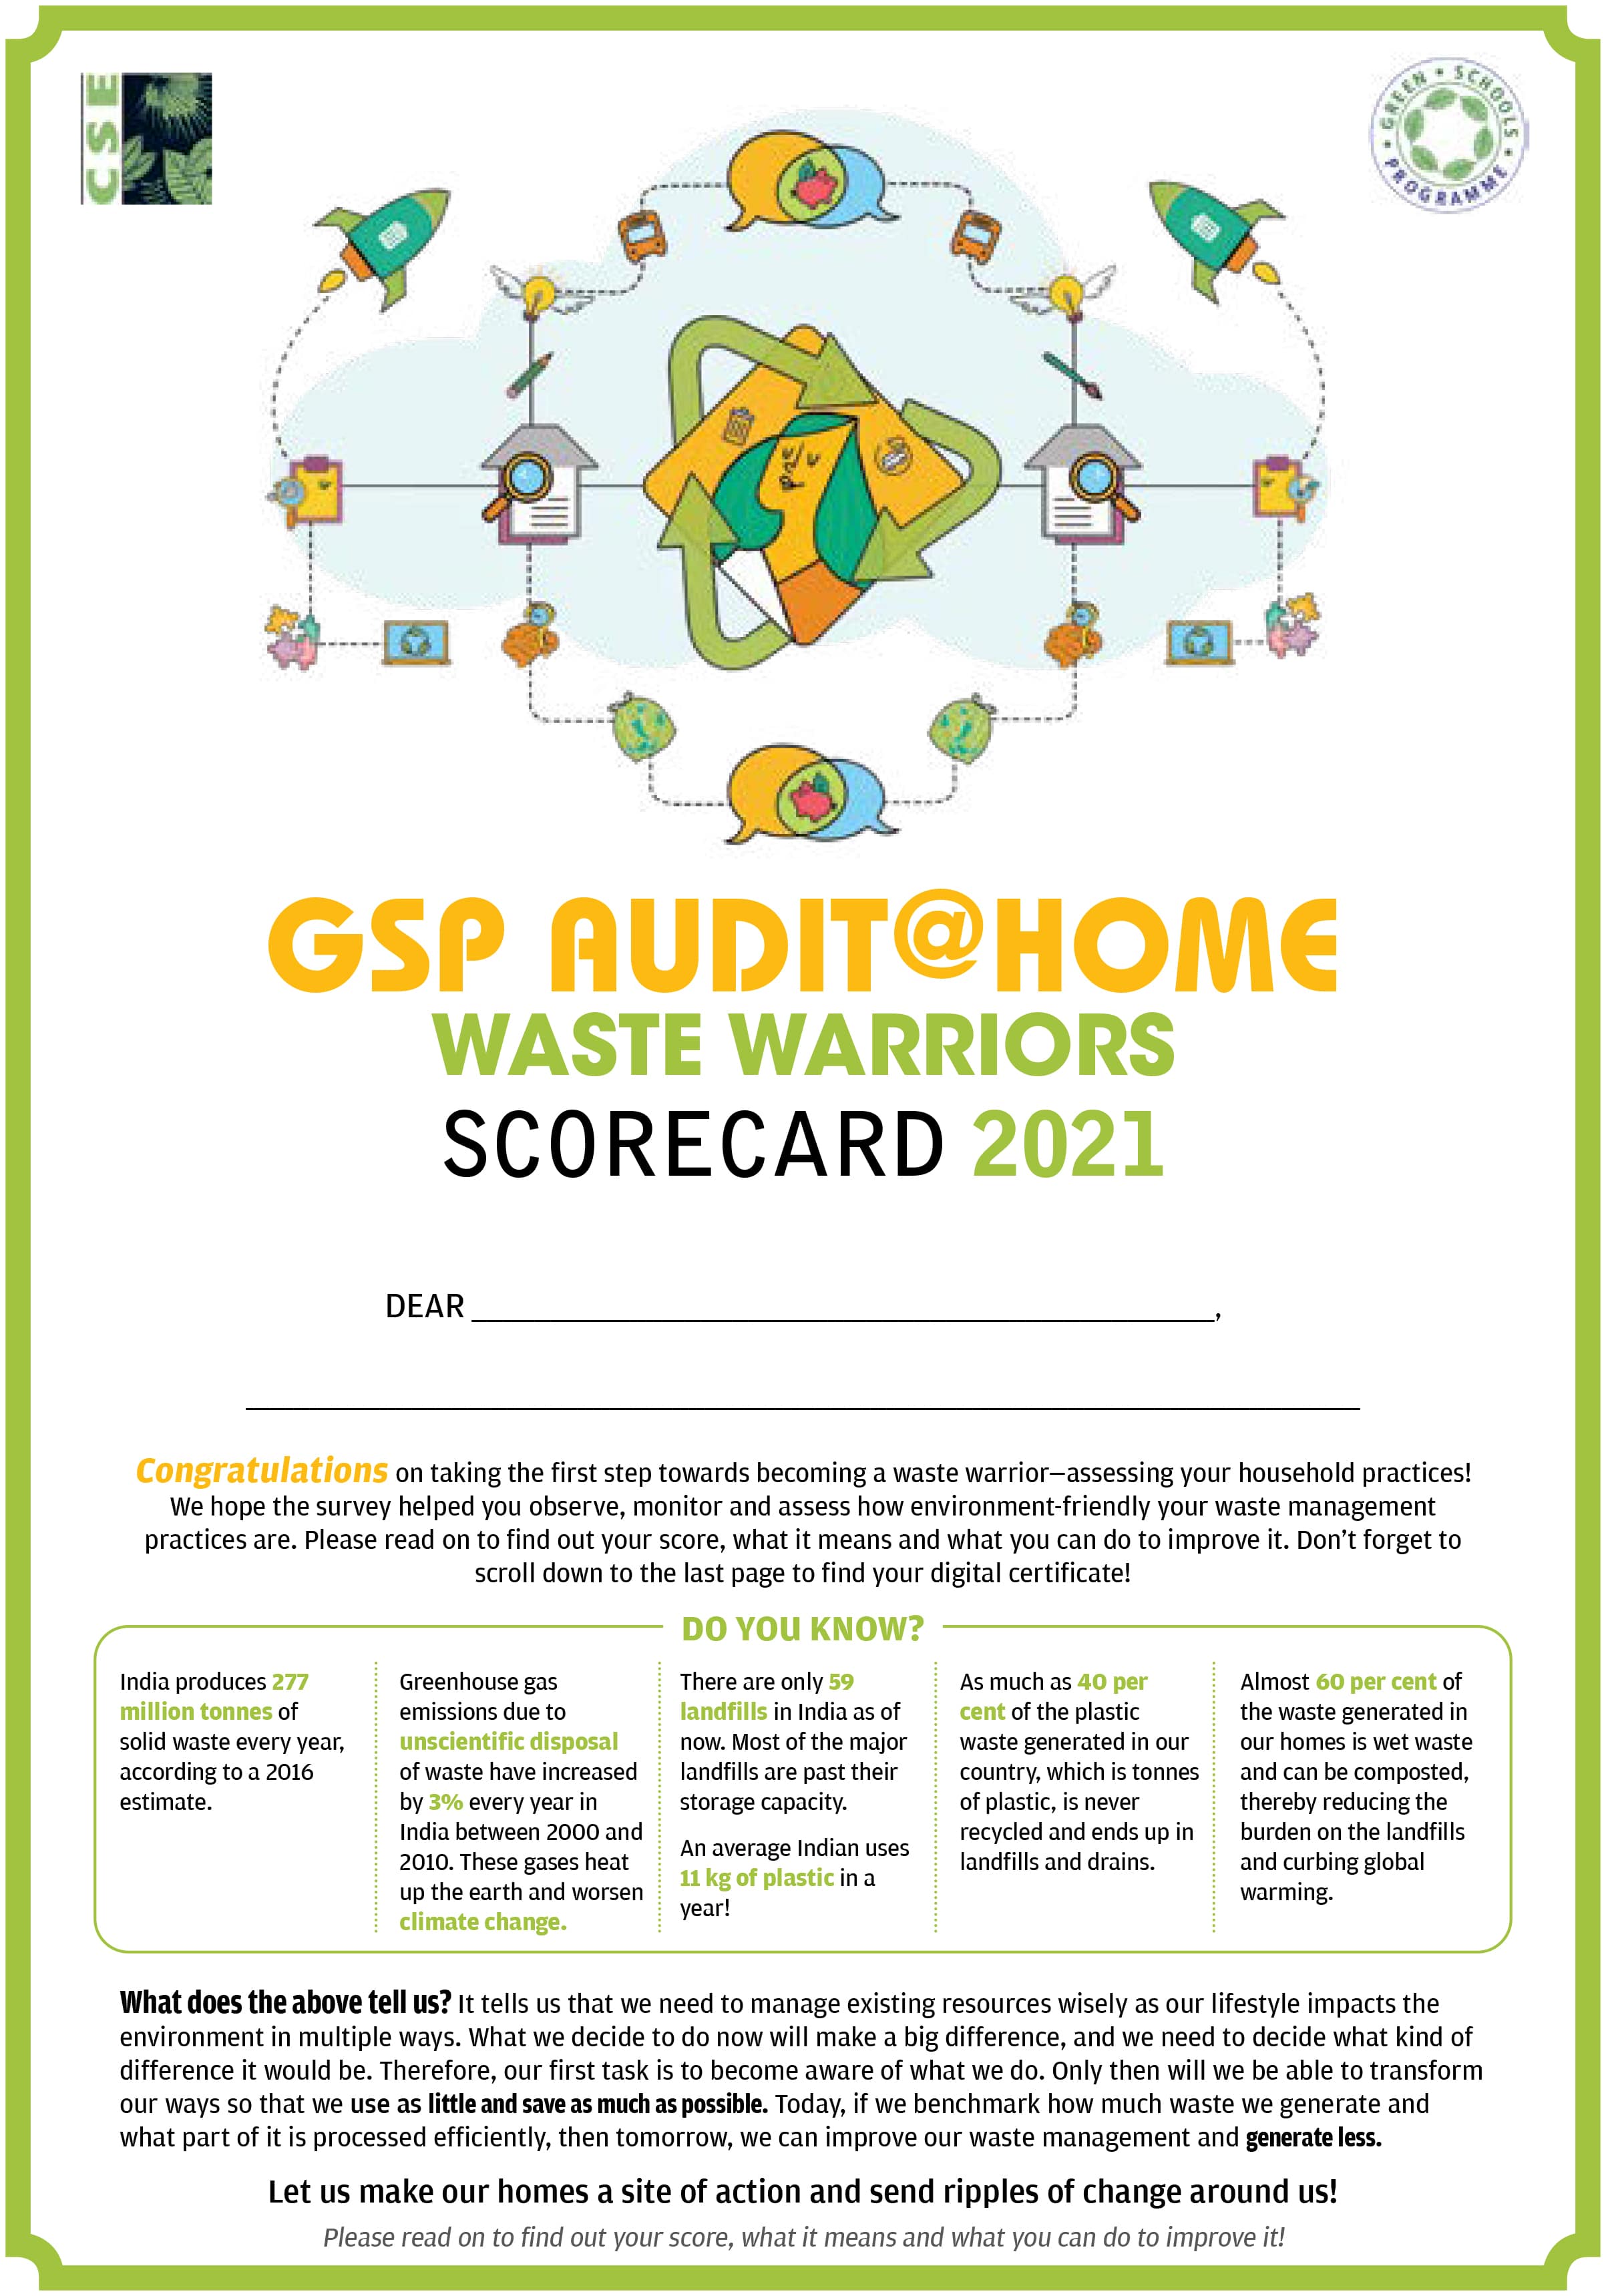 CSE
GREEN • SCHOOLS • PROGRAMME •
GSP AUDIT@HOME
WASTE WARRIORS
SCORECARD 2021
DEAR ,
Congratulations on taking the first step towards becoming a waste warrior—assessing your household practices!
We hope the survey helped you observe, monitor and assess how environment-friendly your waste management
practices are. Please read on to find out your score, what it means and what you can do to improve it. Don’t forget to
scroll down to the last page to find your digital certificate!
DO YOU KNOW?
India produces 277
million tonnes of
solid waste every year,
according to a 2016
estimate.
Greenhouse gas
emissions due to
unscientific disposal
of waste have increased
by 3% every year in
India between 2000 and
2010. These gases heat
up the earth and worsen
climate change.
There are only 59
landfills in India as of
now. Most of the major
landfills are past their
storage capacity.
An average Indian uses
11 kg of plastic in a
year!
As much as 40 per
cent of the plastic
waste generated in our
country, which is tonnes
of plastic, is never
recycled and ends up in
landfills and drains.
Almost 60 per cent of
the waste generated in
our homes is wet waste
and can be composted,
thereby reducing the
burden on the landfills
and curbing global
warming.
What does the above tell us? It tells us that we need to manage existing resources wisely as our lifestyle impacts the
environment in multiple ways. What we decide to do now will make a big difference, and we need to decide what kind of
difference it would be. Therefore, our first task is to become aware of what we do. Only then will we be able to transform
our ways so that we use as little and save as much as possible. Today, if we benchmark how much waste we generate and
what part of it is processed efficiently, then tomorrow, we can improve our waste management and generate less.
Let us make our homes a site of action and send ripples of change around us!
Please read on to find out your score, what it means and what you can do to improve it!